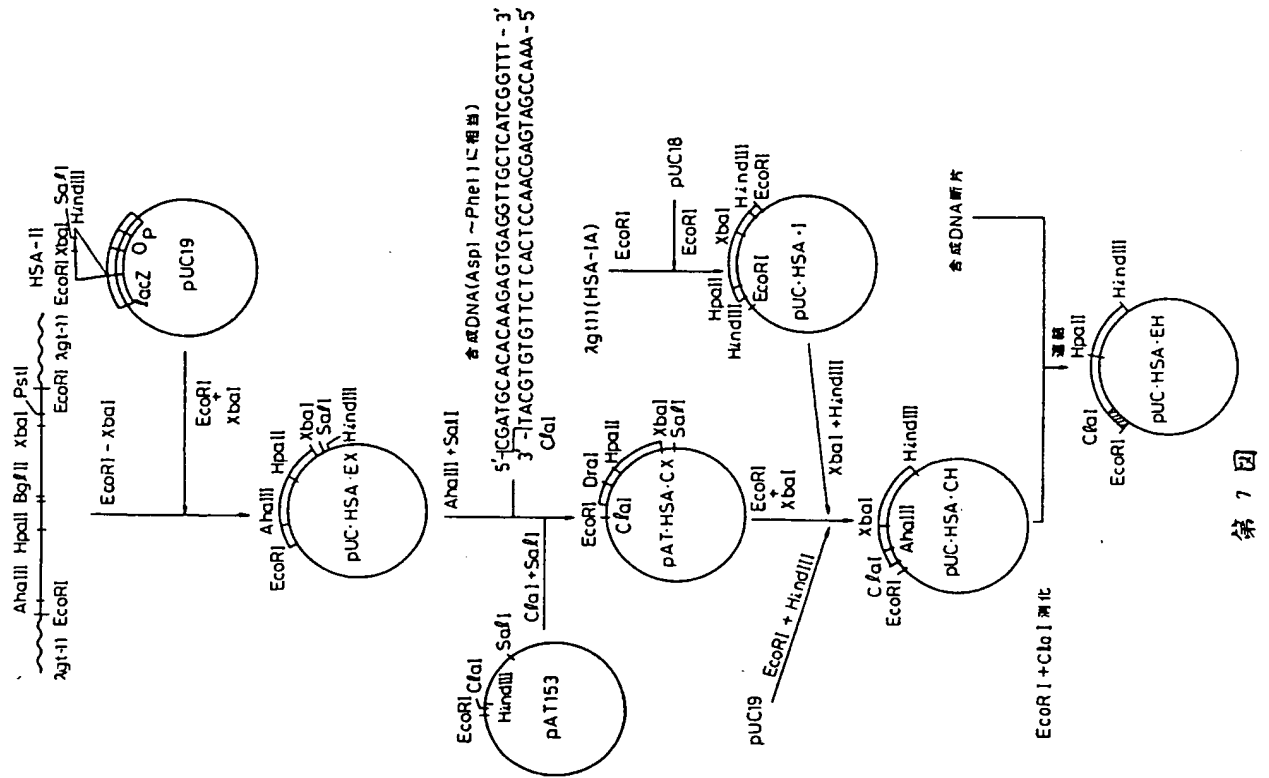 HSA-II
AhaIII HpaII BglII XbaI PstI
λgt-11 EcoRI
EcoRI λgt-11
EcoRI XbaI SalI
HindIII
lacZ O P
pUC19
EcoRI - XbaI
EcoRI
+
XbaI
EcoRI AhaIII HpaII XbaI SalI HindIII
pUC·HSA·EX
AhaIII+SalI
合成DNA(Asp1 ~Phe11に相当)
5'-CGATGCACACAAGAGTGAGGTTGCTCATCGGTTT-3'
3'-TACGTGTGTTCTCACTCCAACGAGTAGCCAAA-5'
ClaI
EcoRI ClaI
HindIII SalI
pAT153
ClaI+SalI
EcoRI DraI HpaII
ClaI
XbaI
SalI
pAT·HSA·CX
λgt11(HSA-IA)
EcoRI
pUC18
EcoRI
HpaII XbaI HindIII
HindIII EcoRI
EcoRI
pUC·HSA·I
EcoRI
+
XbaI
XbaI+HindIII
pUC19
EcoRI + HindIII
ClaI XbaI
EcoRI AhaIII HindIII
pUC·HSA·CH
EcoRI+ClaI 消化
合成DNA断片
連結
ClaI HpaII
EcoRI HindIII
pUC·HSA·EH
第 7 図